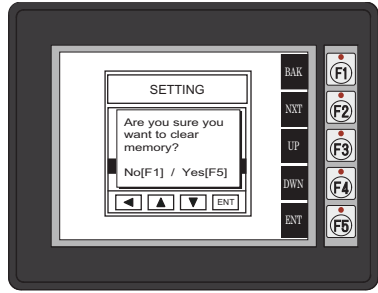 SETTING
Are you sure you
want to clear
memory?
No[F1] / Yes[F5]
ENT
BAK
NXT
UP
DWN
ENT
F1
F2
F3
F4
F5